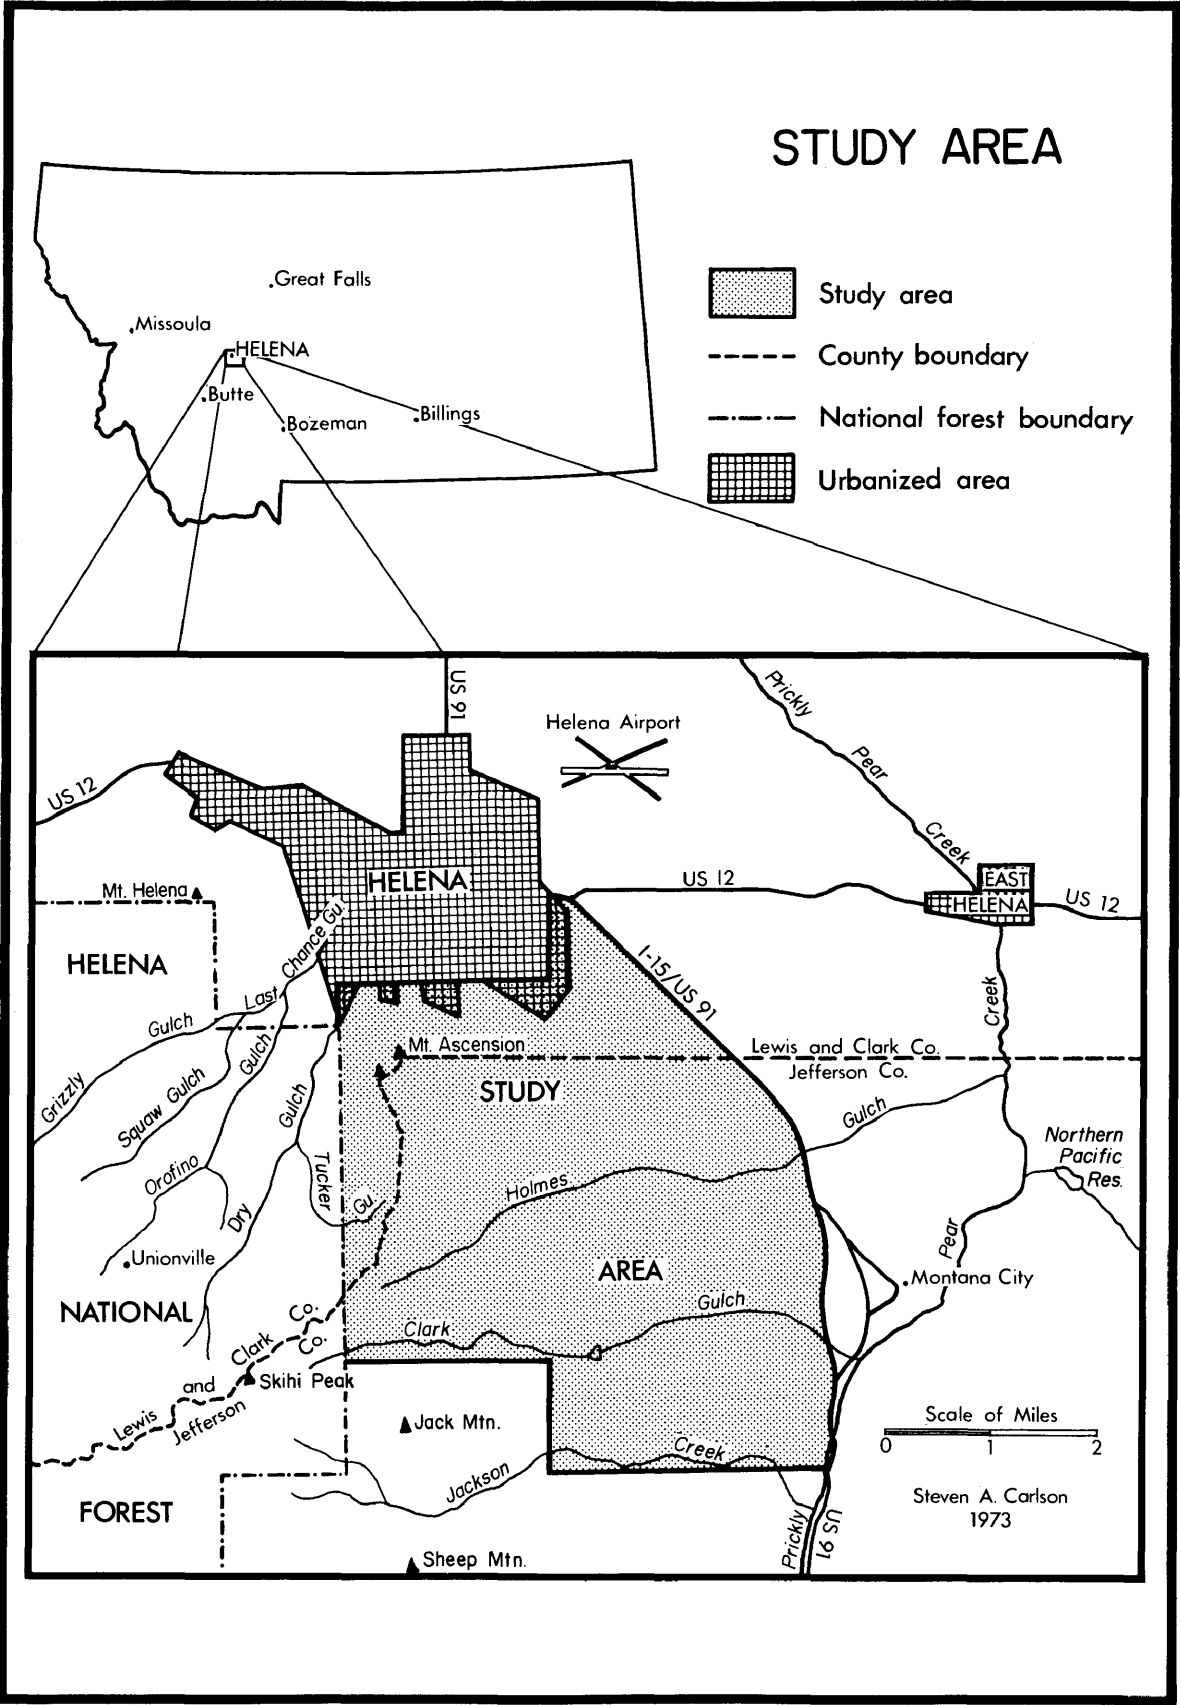 STUDY AREA
Great Falls
Missoula
HELENA
Butte
Bozeman
Billings
Study area
County boundary
National forest boundary
Urbanized area
US 91
Helena Airport
Prickly
Pear
Creek
US 12
HELENA
US 12
EAST
HELENA
US 12
Mt. Helena
HELENA
Last Chance Gu.
I-15/US 91
Creek
Grizzly Gulch
Squaw Gulch
Orofino Gulch
Dry Gulch
Tucker Gu.
Mt. Ascension
Lewis and Clark Co.
Jefferson Co.
STUDY
Holmes Gulch
Northern
Pacific
Res.
Unionville
AREA
Pear
Montana City
NATIONAL
Clark Gulch
Lewis and Clark Co.
Jefferson Co.
Skihi Peak
Jack Mtn.
Scale of Miles
0 1 2
Jackson Creek
FOREST
Steven A. Carlson
1973
Prickly
US 91
Sheep Mtn.